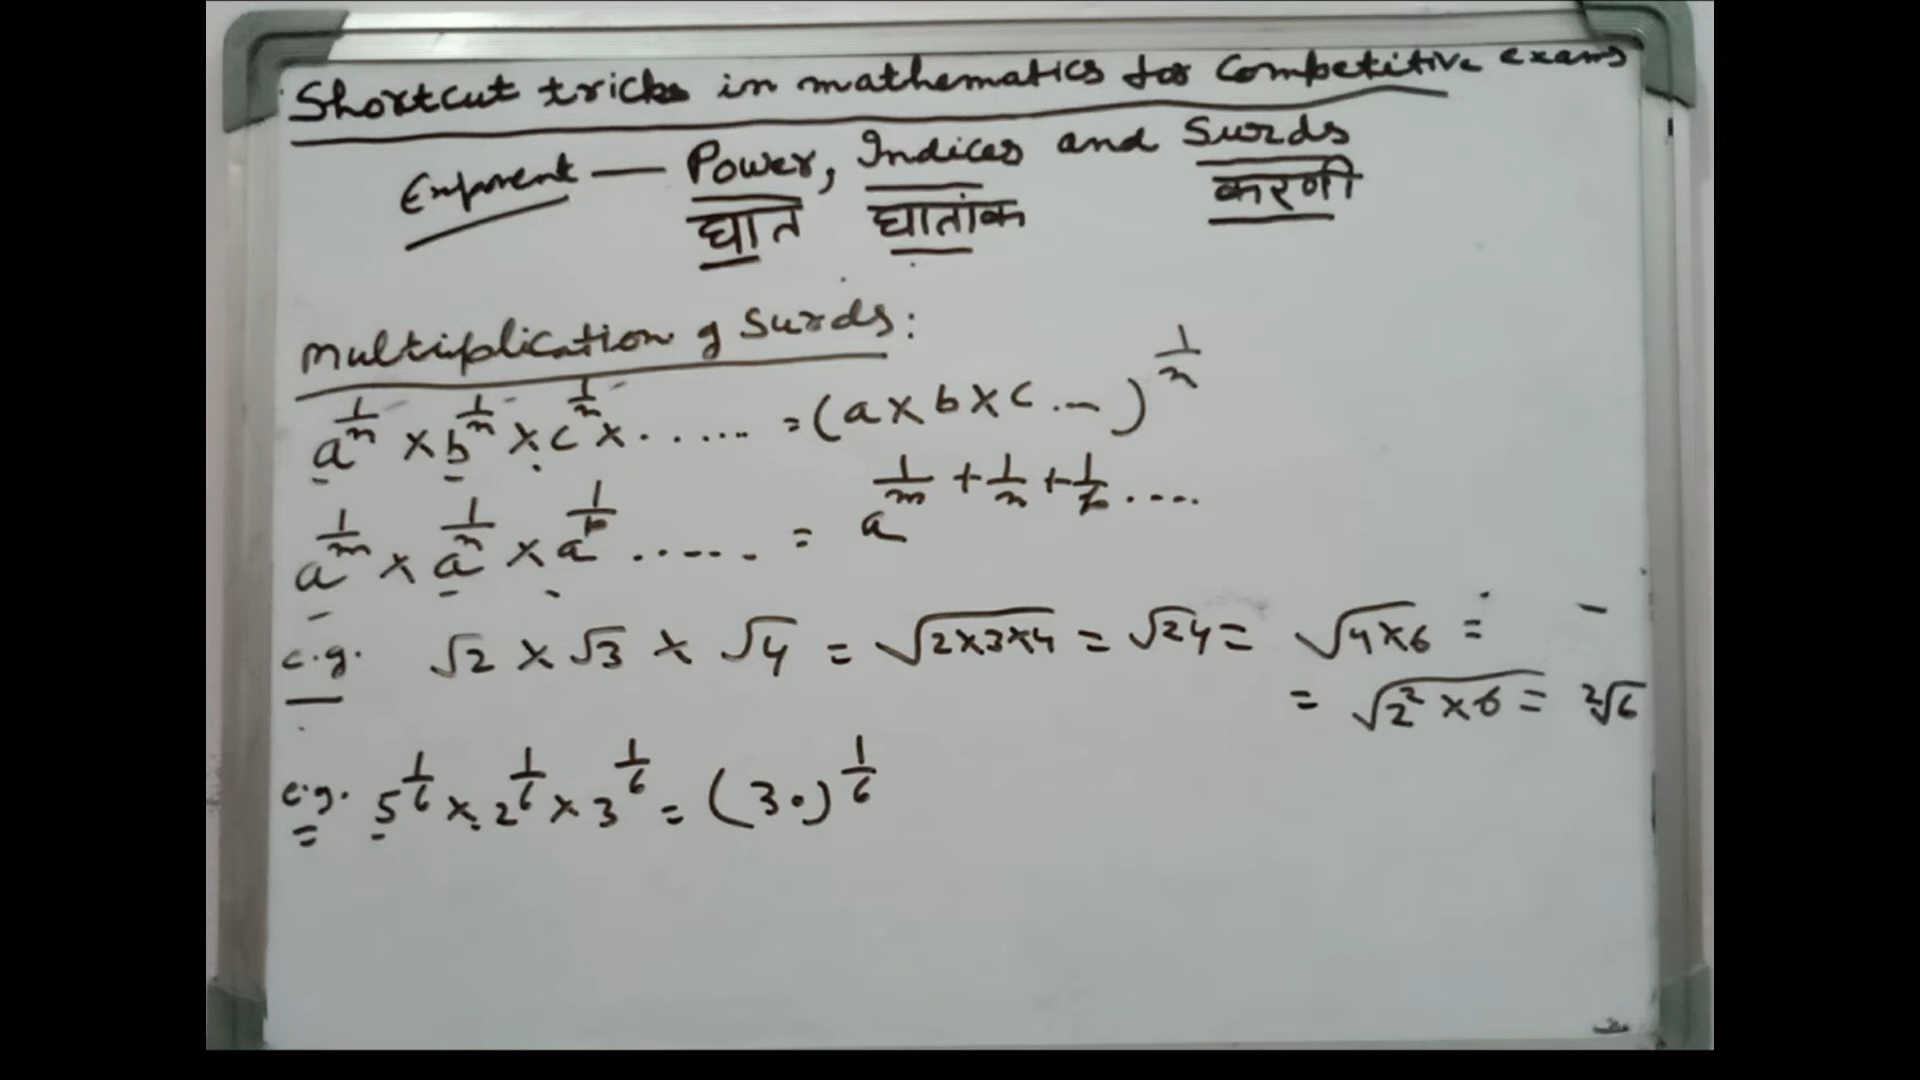 Shortcut tricks in mathematics for Competitive exams
Exponent — Power, Indices and Surds
घात घातांक करणी
Multiplication of Surds:
a^(1/n) × b^(1/n) × c^(1/n) × ...... = (a × b × c ...)^(1/n)
a^(1/m) × a^(1/n) × a^(1/p) ...... = a^(1/m + 1/n + 1/p ....)
e.g. √2 × √3 × √4 = √(2×3×4) = √24 = √(4×6) =
= √(2² × 6) = 2√6
e.g. 5^(1/6) × 2^(1/6) × 3^(1/6) = (30)^(1/6)